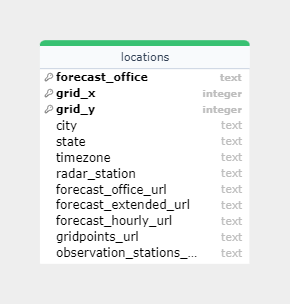 locations
forecast_office text
grid_x integer
grid_y integer
city text
state text
timezone text
radar_station text
forecast_office_url text
forecast_extended_url text
forecast_hourly_url text
gridpoints_url text
observation_stations_... text